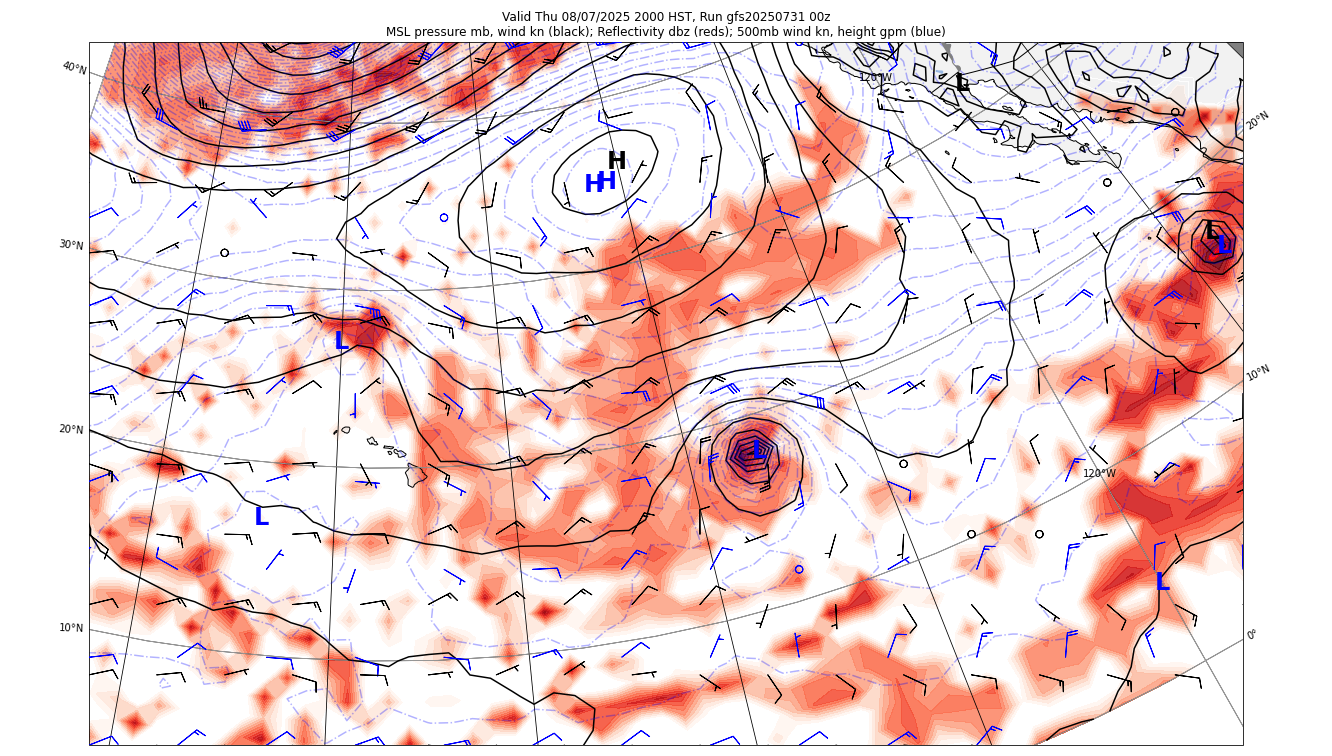 Valid Thu 08/07/2025 2000 HST, Run gfs20250731 00z
MSL pressure mb, wind kn (black); Reflectivity dbz (reds); 500mb wind kn, height gpm (blue)
40°N
120°W
L
20°N
H
HH
L
30°N
L
L
10°N
20°N
L
120°W
L
L
10°N
0°